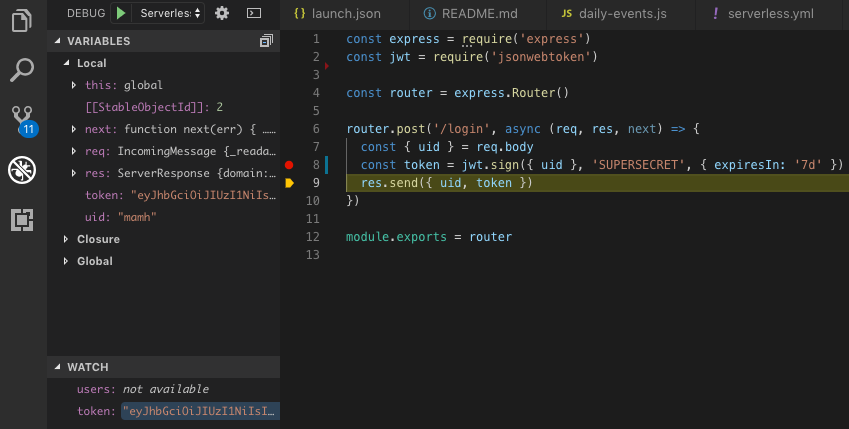 DEBUG Serverless
launch.json
README.md
JS daily-events.js
! serverless.yml
VARIABLES
Local
this: global
[[StableObjectId]]: 2
next: function next(err) { ……
req: IncomingMessage {_reada…
res: ServerResponse {domain:…
token: "eyJhbGciOiJIUzI1NiIs…
uid: "mamh"
Closure
Global
11
WATCH
users: not available
token: "eyJhbGciOiJIUzI1NiIsI…
1 const express = require('express')
2 const jwt = require('jsonwebtoken')
3
4 const router = express.Router()
5
6 router.post('/login', async (req, res, next) => {
7 const { uid } = req.body
8 const token = jwt.sign({ uid }, 'SUPERSECRET', { expiresIn: '7d' })
9 res.send({ uid, token })
10 })
11
12 module.exports = router
13